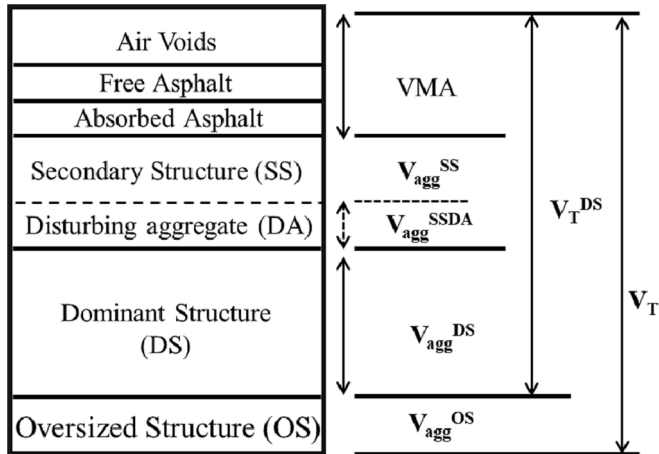 Air Voids
Free Asphalt
Absorbed Asphalt
Secondary Structure (SS)
Disturbing aggregate (DA)
Dominant Structure
(DS)
Oversized Structure (OS)
VMA
V_agg^SS
V_agg^SSDA
V_agg^DS
V_agg^OS
V_T^DS
V_T